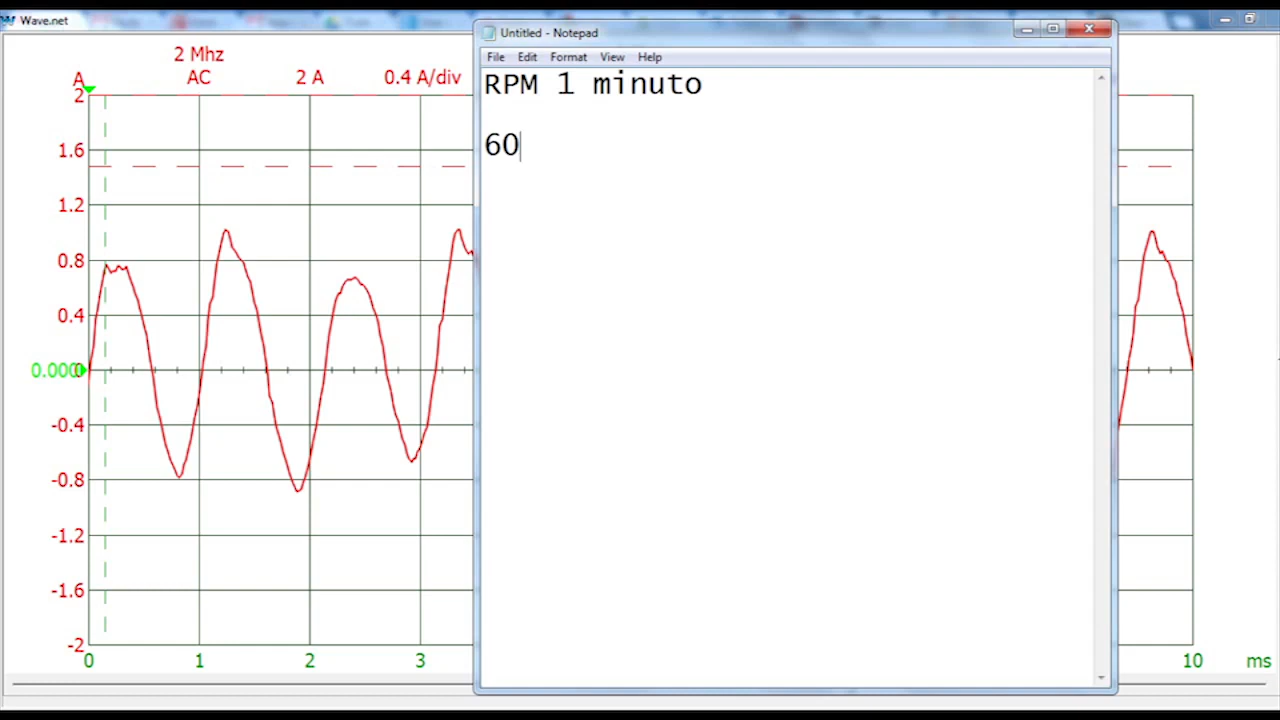 Wave.net
Untitled - Notepad
File Edit Format View Help
RPM 1 minuto
60
2 Mhz
A AC 2 A 0.4 A/div
2
1.6
1.2
0.8
0.4
0.000
0
-0.4
-0.8
-1.2
-1.6
-2
0 1 2 3 10 ms